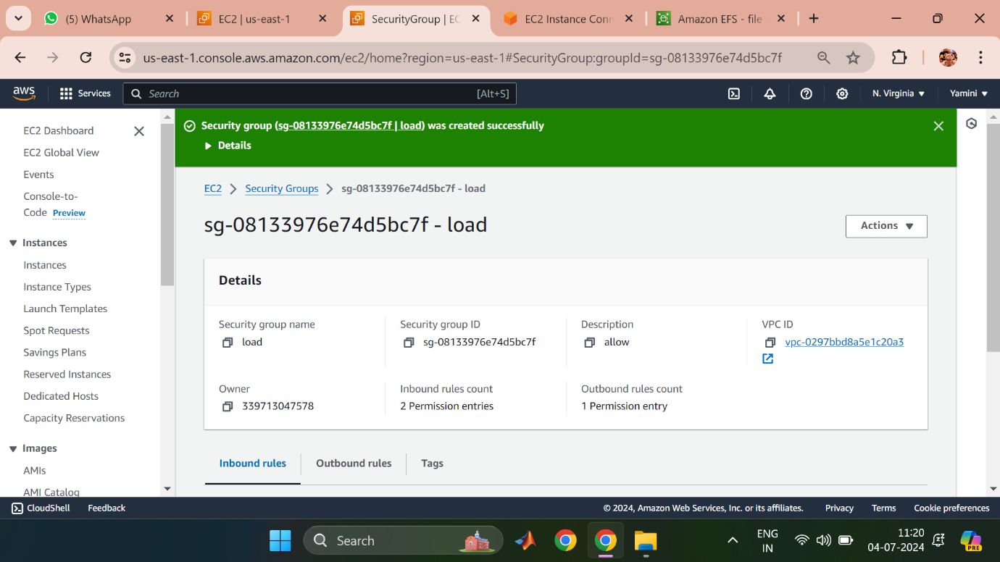 (5) WhatsApp
EC2 | us-east-1
SecurityGroup | EC
EC2 Instance Conn
Amazon EFS - file
us-east-1.console.aws.amazon.com/ec2/home?region=us-east-1#SecurityGroup:groupId=sg-08133976e74d5bc7f
aws
Services
Search
[Alt+S]
N. Virginia
Yamini
EC2 Dashboard
EC2 Global View
Events
Console-to-
Code Preview
Instances
Instances
Instance Types
Launch Templates
Spot Requests
Savings Plans
Reserved Instances
Dedicated Hosts
Capacity Reservations
Images
AMIs
AMI Catalog
Security group (sg-08133976e74d5bc7f | load) was created successfully
Details
EC2
Security Groups
sg-08133976e74d5bc7f - load
sg-08133976e74d5bc7f - load
Actions
Details
Security group name
load
Security group ID
sg-08133976e74d5bc7f
Description
allow
VPC ID
vpc-0297bbd8a5e1c20a3
Owner
339713047578
Inbound rules count
2 Permission entries
Outbound rules count
1 Permission entry
Inbound rules
Outbound rules
Tags
CloudShell
Feedback
© 2024, Amazon Web Services, Inc. or its affiliates.
Privacy
Terms
Cookie preferences
Search
ENG
IN
11:20
04-07-2024
PRE